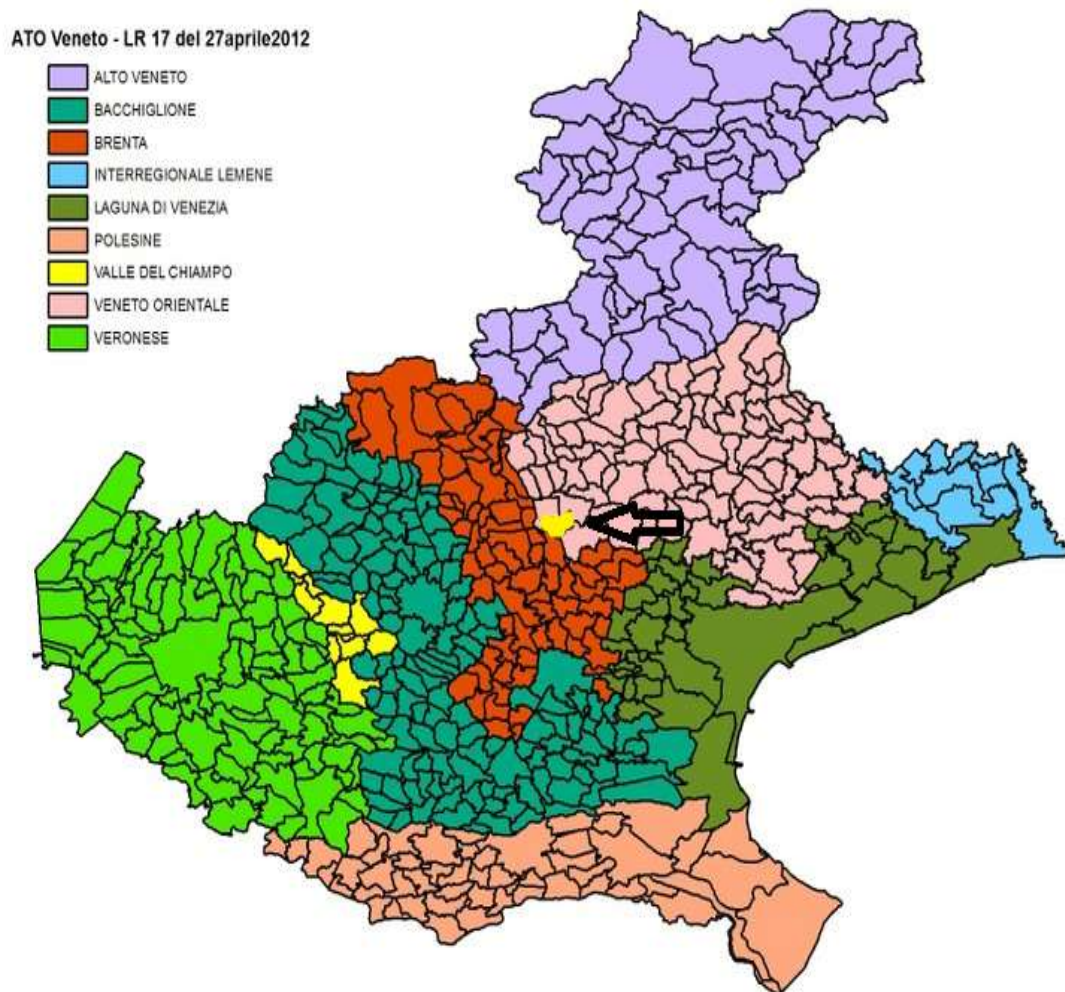 ATO Veneto - LR 17 del 27aprile2012
ALTO VENETO
BACCHIGLIONE
BRENTA
INTERREGIONALE LEMENE
LAGUNA DI VENEZIA
POLESINE
VALLE DEL CHIAMPO
VENETO ORIENTALE
VERONESE